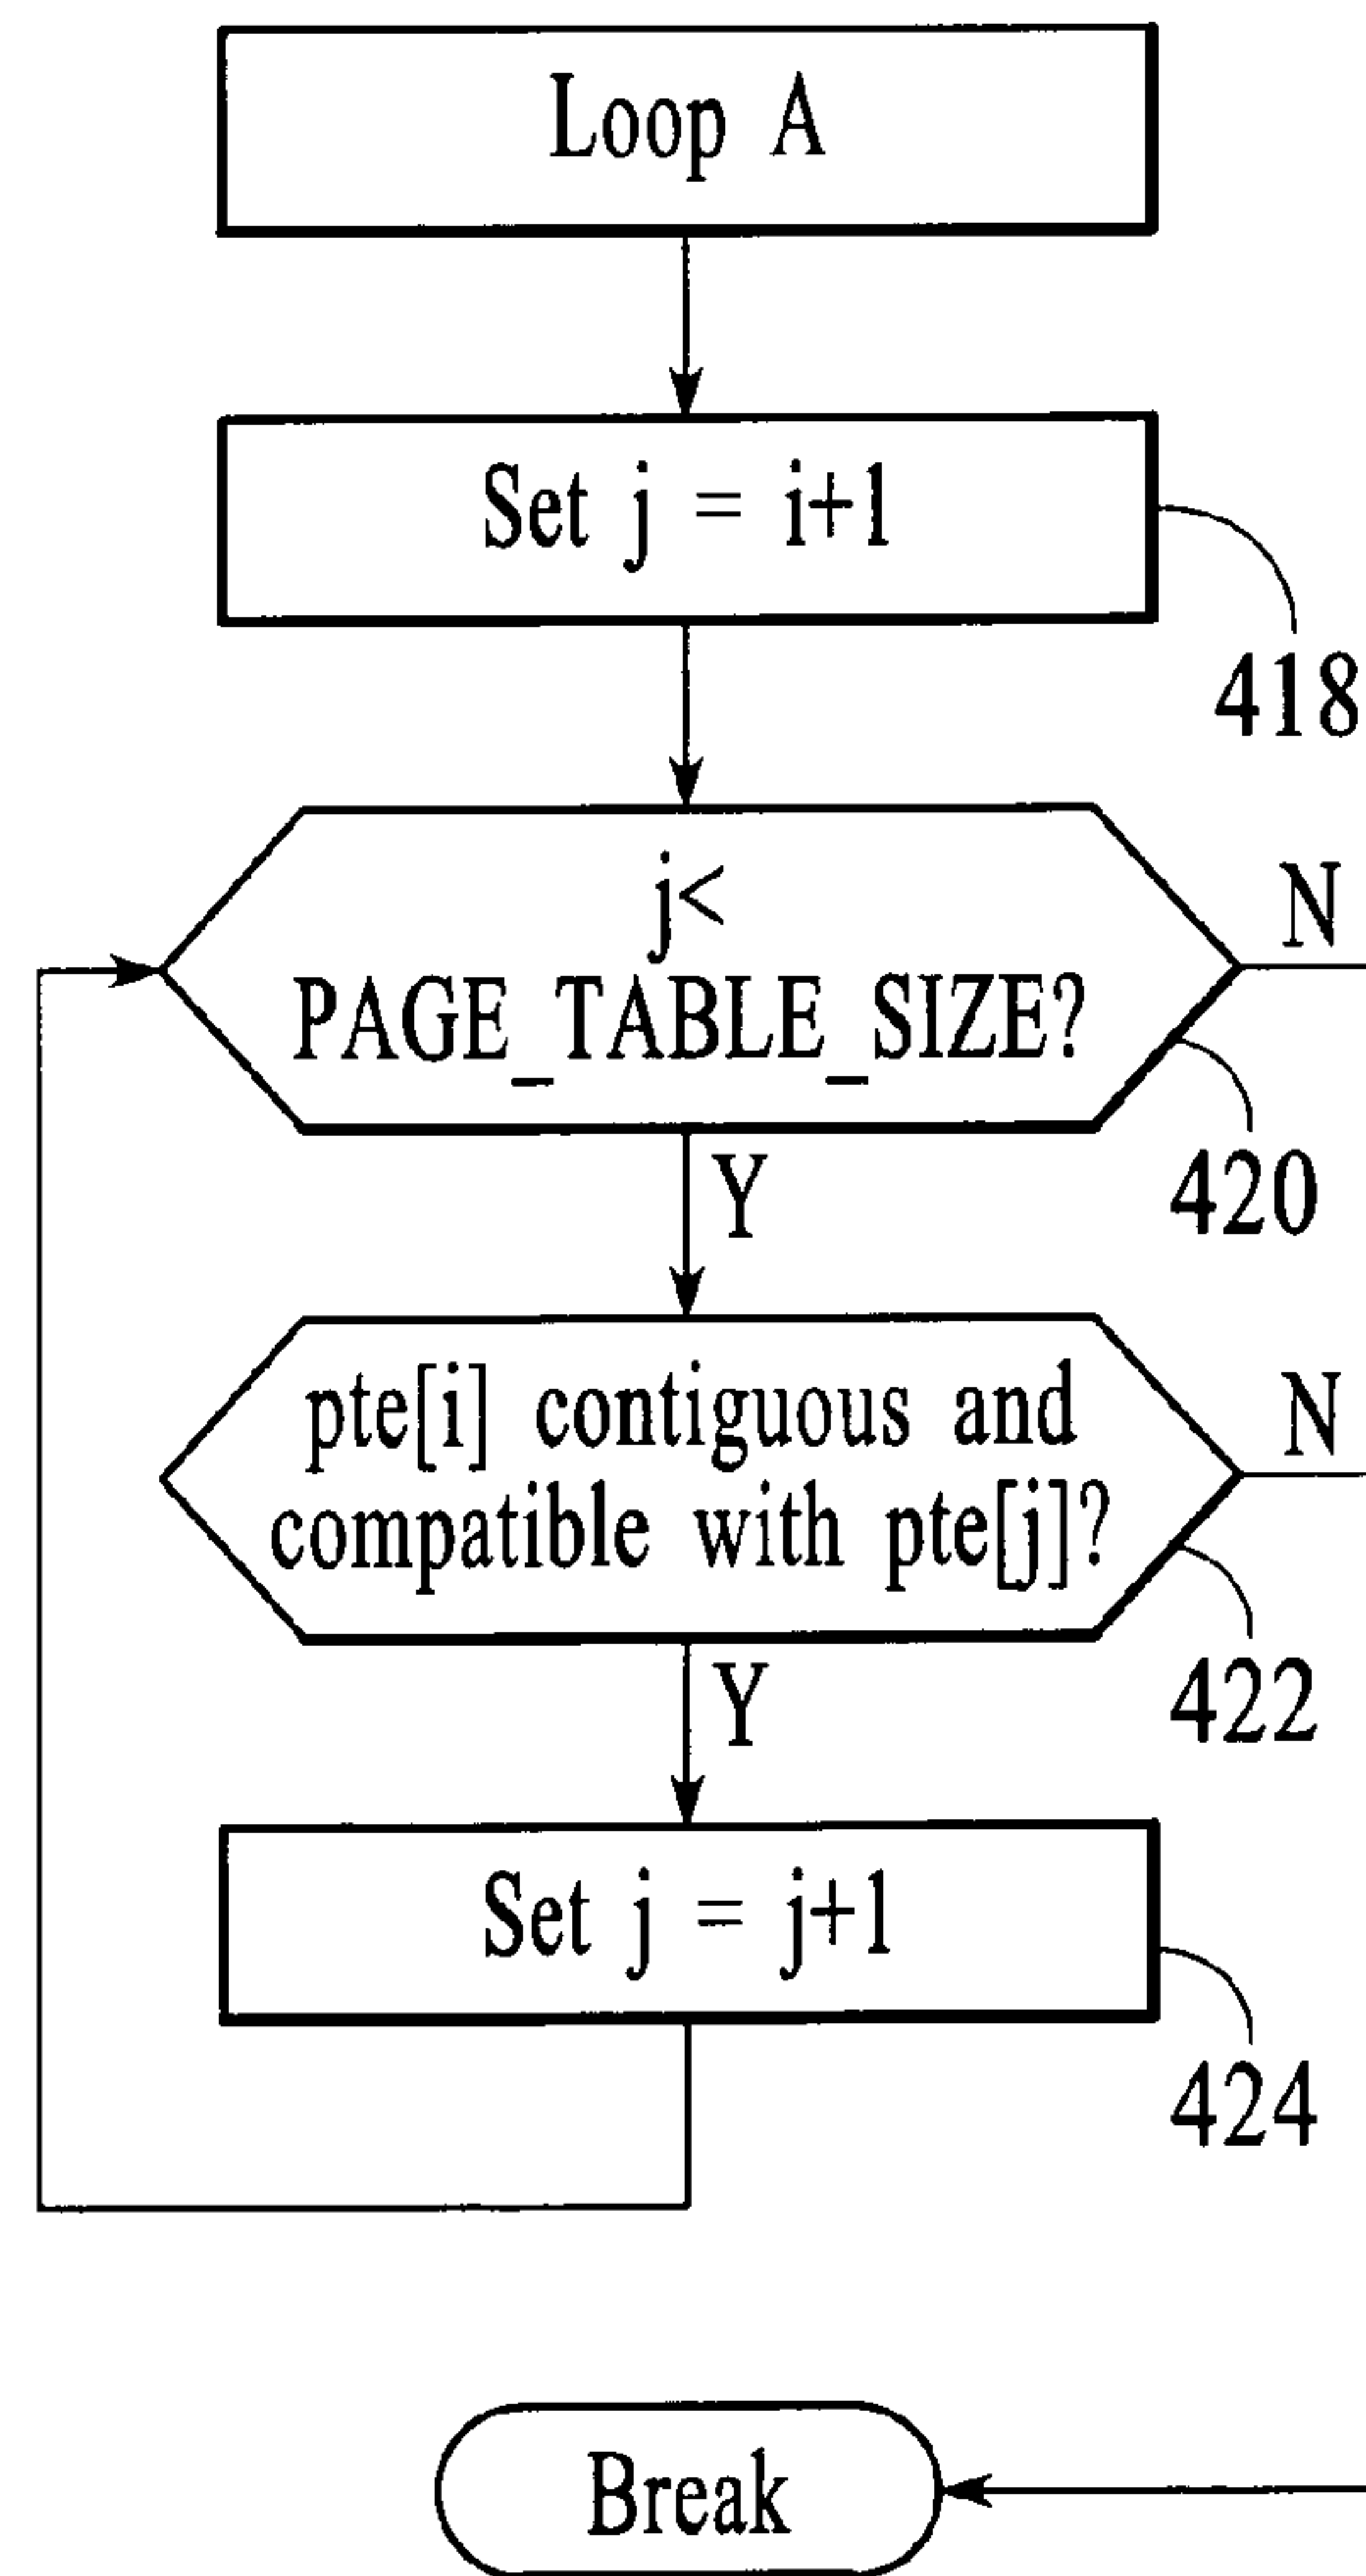 Loop A
Set j = i+1
418
j<
PAGE_TABLE_SIZE?
N
420
Y
pte[i] contiguous and
compatible with pte[j]?
N
422
Y
Set j = j+1
424
Break